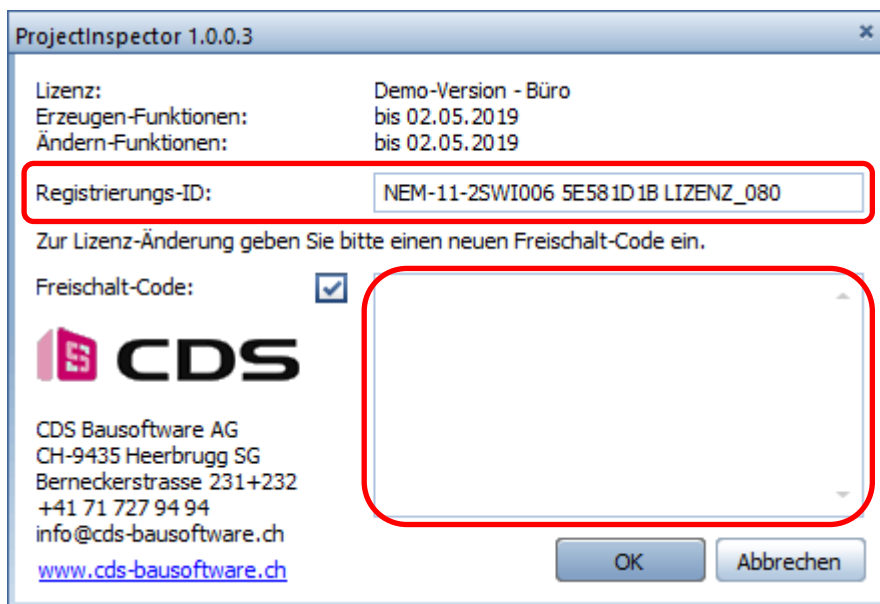 ProjectInspector 1.0.0.3
Lizenz: Demo-Version - Büro
Erzeugen-Funktionen: bis 02.05.2019
Ändern-Funktionen: bis 02.05.2019
Registrierungs-ID: NEM-11-2SWI006 5E581D1B LIZENZ_080
Zur Lizenz-Änderung geben Sie bitte einen neuen Freischalt-Code ein.
Freischalt-Code:
CDS
CDS Bausoftware AG
CH-9435 Heerbrugg SG
Berneckerstrasse 231+232
+41 71 727 94 94
info@cds-bausoftware.ch
www.cds-bausoftware.ch
OK Abbrechen